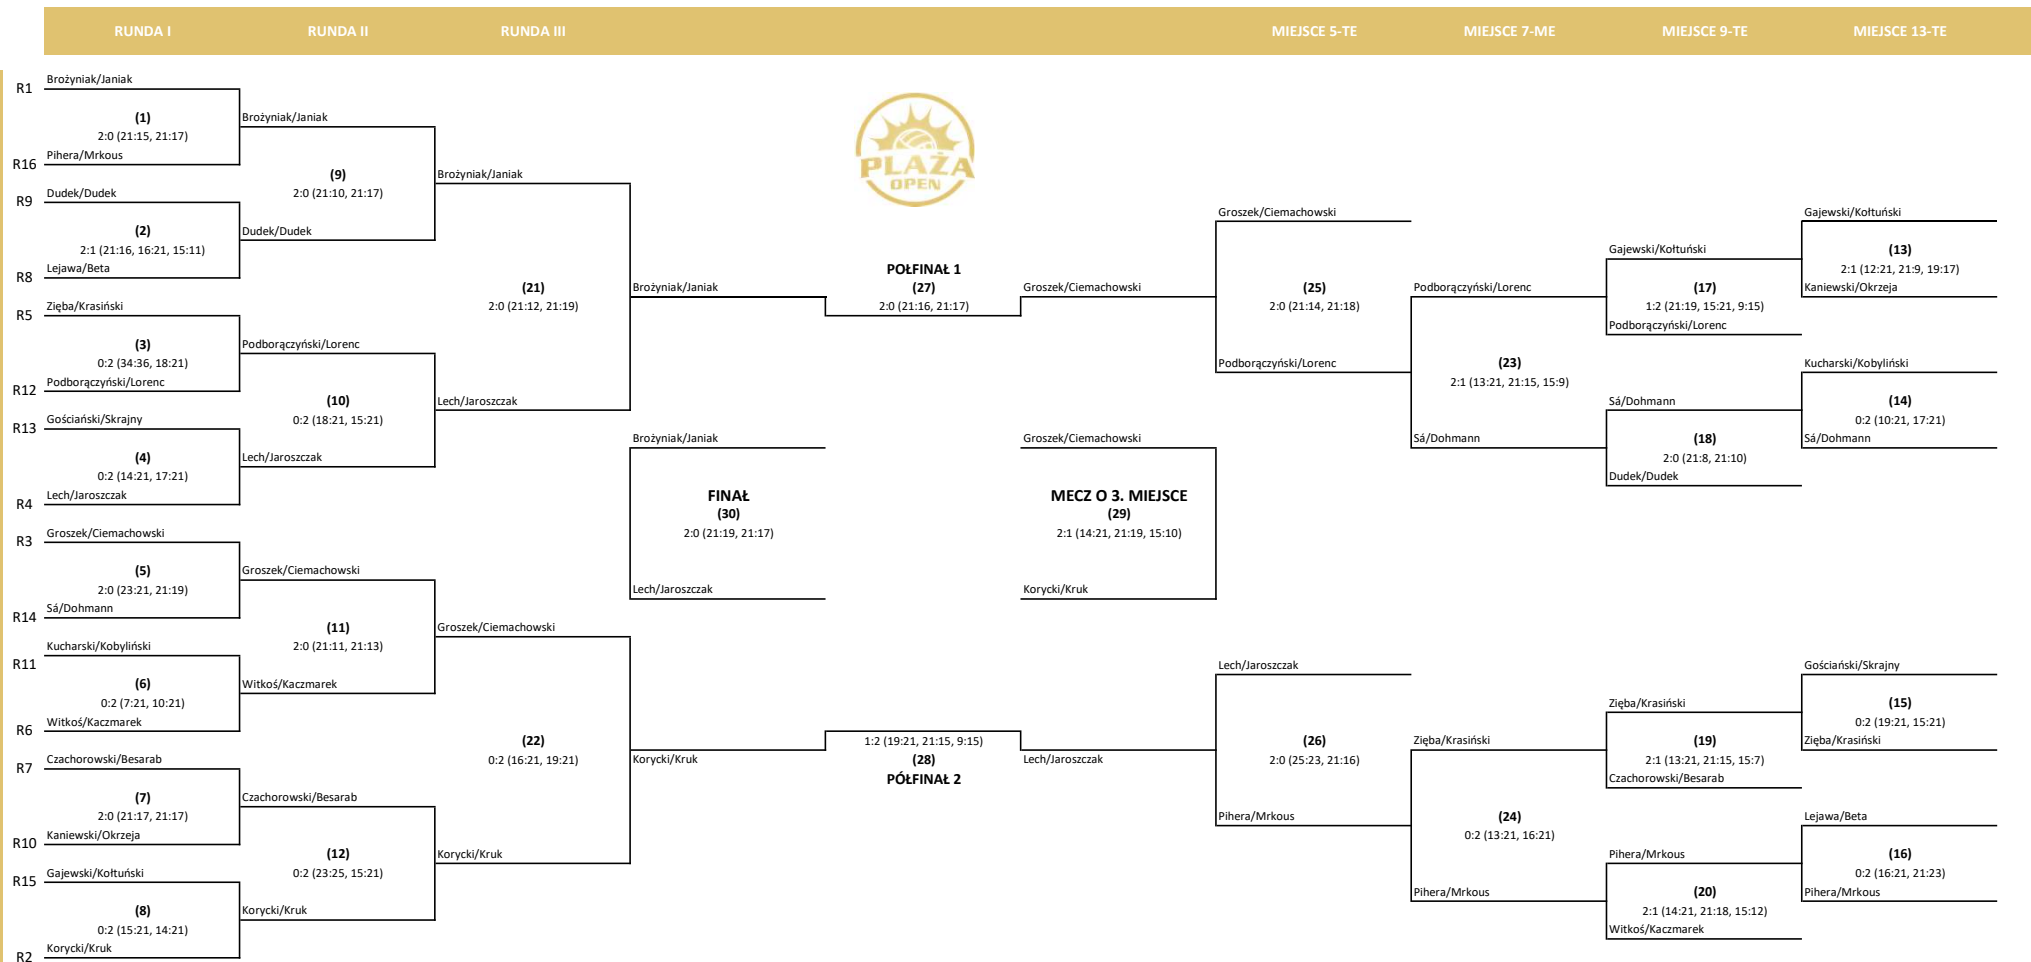 RUNDA I
RUNDA II
RUNDA III
MIEJSCE 5-TE
MIEJSCE 7-ME
MIEJSCE 9-TE
MIEJSCE 13-TE
R1
Brożyniak/Janiak
(1)
2:0 (21:15, 21:17)
Pihera/Mrkous
R16
Dudek/Dudek
R9
(2)
2:1 (21:16, 16:21, 15:11)
Lejawa/Beta
R8
Zięba/Krasiński
R5
(3)
0:2 (34:36, 18:21)
Podborączyński/Lorenc
R12
Gościański/Skrajny
R13
(4)
0:2 (14:21, 17:21)
Lech/Jaroszczak
R4
Groszek/Ciemachowski
R3
(5)
2:0 (23:21, 21:19)
Sá/Dohmann
R14
Kucharski/Kobyliński
R11
(6)
0:2 (7:21, 10:21)
Witkoś/Kaczmarek
R6
Czachorowski/Besarab
R7
(7)
2:0 (21:17, 21:17)
Kaniewski/Okrzeja
R10
Gajewski/Kołtuński
R15
(8)
0:2 (15:21, 14:21)
Korycki/Kruk
R2
Brożyniak/Janiak
(9)
2:0 (21:10, 21:17)
Dudek/Dudek
Podborączyński/Lorenc
(10)
0:2 (18:21, 15:21)
Lech/Jaroszczak
Groszek/Ciemachowski
(11)
2:0 (21:11, 21:13)
Witkoś/Kaczmarek
Czachorowski/Besarab
(12)
0:2 (23:25, 15:21)
Korycki/Kruk
Brożyniak/Janiak
(21)
2:0 (21:12, 21:19)
Lech/Jaroszczak
Groszek/Ciemachowski
(22)
0:2 (16:21, 19:21)
Korycki/Kruk
Brożyniak/Janiak
Brożyniak/Janiak
FINAŁ
(30)
2:0 (21:19, 21:17)
Lech/Jaroszczak
Korycki/Kruk
PLAŻA
OPEN
POŁFINAŁ 1
(27)
2:0 (21:16, 21:17)
1:2 (19:21, 21:15, 9:15)
(28)
PÓŁFINAŁ 2
Groszek/Ciemachowski
Groszek/Ciemachowski
MECZ O 3. MIEJSCE
(29)
2:1 (14:21, 21:19, 15:10)
Korycki/Kruk
Lech/Jaroszczak
Groszek/Ciemachowski
(25)
2:0 (21:14, 21:18)
Podborączyński/Lorenc
Lech/Jaroszczak
(26)
2:0 (25:23, 21:16)
Pihera/Mrkous
Podborączyński/Lorenc
(23)
2:1 (13:21, 21:15, 15:9)
Sá/Dohmann
Zięba/Krasiński
(24)
0:2 (13:21, 16:21)
Pihera/Mrkous
Gajewski/Kołtuński
(17)
1:2 (21:19, 15:21, 9:15)
Podborączyński/Lorenc
Sá/Dohmann
(18)
2:0 (21:8, 21:10)
Dudek/Dudek
Zięba/Krasiński
(19)
2:1 (13:21, 21:15, 15:7)
Czachorowski/Besarab
Pihera/Mrkous
(20)
2:1 (14:21, 21:18, 15:12)
Witkoś/Kaczmarek
Gajewski/Kołtuński
(13)
2:1 (12:21, 21:9, 19:17)
Kaniewski/Okrzeja
Kucharski/Kobyliński
(14)
0:2 (10:21, 17:21)
Sá/Dohmann
Gościański/Skrajny
(15)
0:2 (19:21, 15:21)
Zięba/Krasiński
Lejawa/Beta
(16)
0:2 (16:21, 21:23)
Pihera/Mrkous